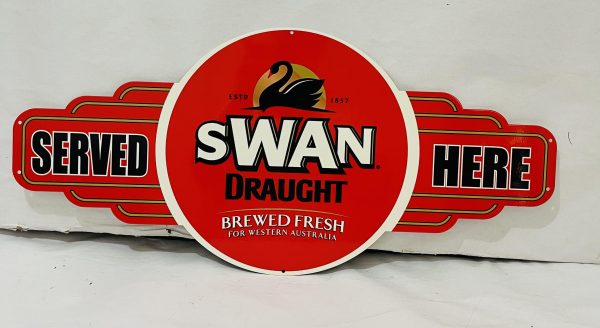 ESTD 1857
SERVED
SWAN
HERE
DRAUGHT
BREWED FRESH
FOR WESTERN AUSTRALIA